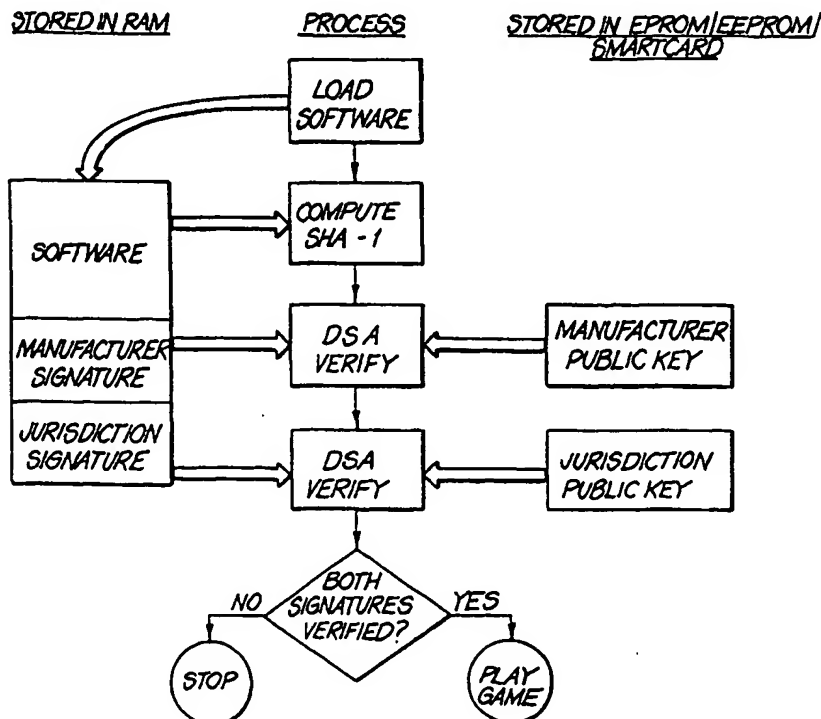 STORED IN RAM
PROCESS
STORED IN EPROM/EEPROM/
SMARTCARD
LOAD
SOFTWARE
SOFTWARE
COMPUTE
SHA - 1
MANUFACTURER
SIGNATURE
DSA
VERIFY
MANUFACTURER
PUBLIC KEY
JURISDICTION
SIGNATURE
DSA
VERIFY
JURISDICTION
PUBLIC KEY
BOTH
SIGNATURES
VERIFIED?
NO
YES
STOP
PLAY
GAME